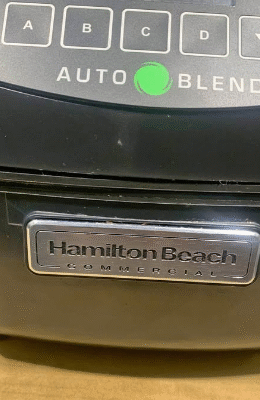 A B C D
AUTO BLEND
Hamilton Beach
COMMERCIAL